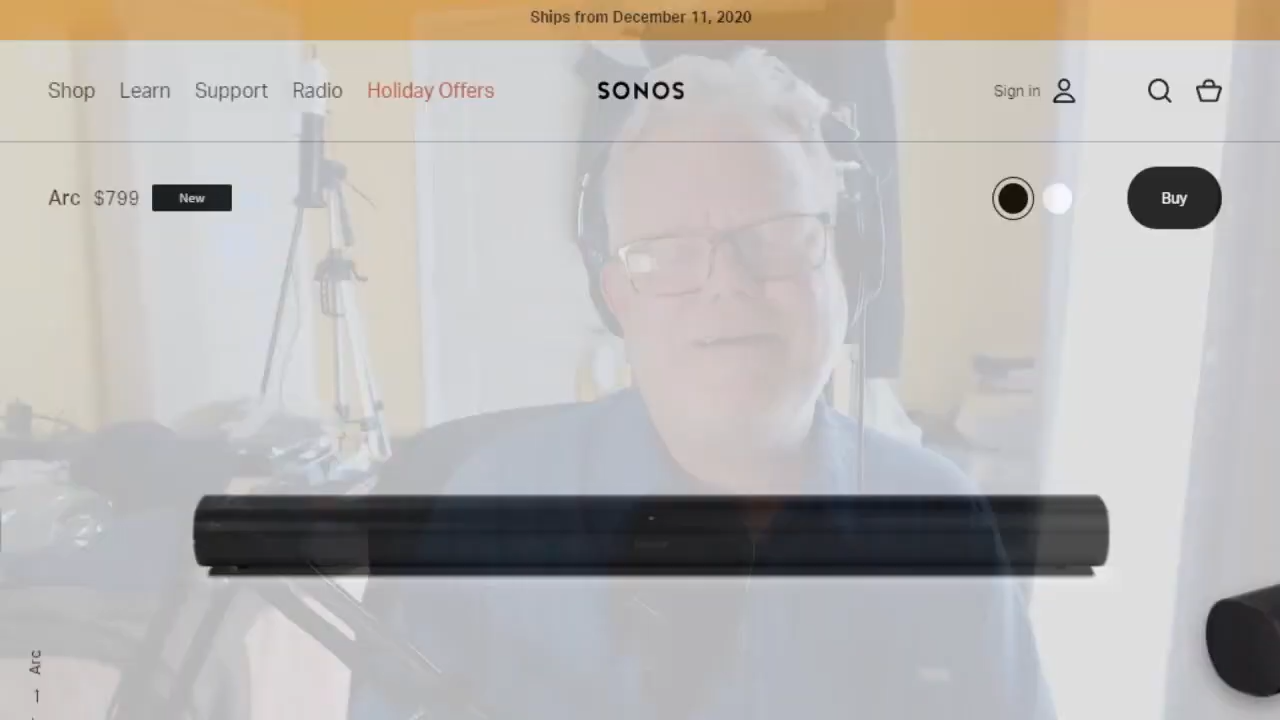 Ships from December 11, 2020
Shop Learn Support Radio Holiday Offers SONOS Sign in
Arc $799 New Buy
Arc